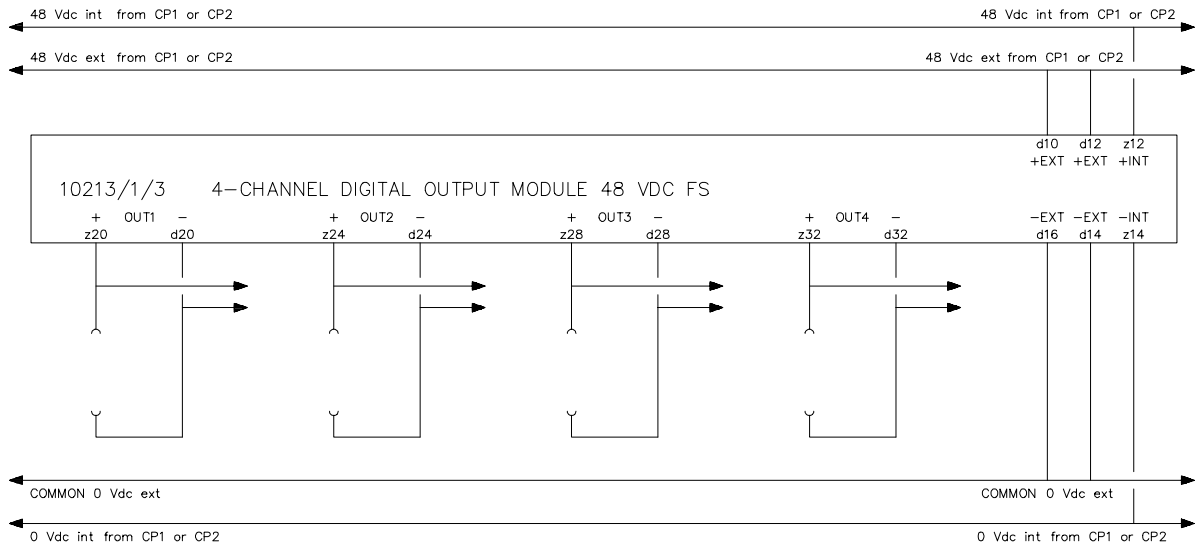 48 Vdc int from CP1 or CP2 48 Vdc int from CP1 or CP2
48 Vdc ext from CP1 or CP2 48 Vdc ext from CP1 or CP2
d10 d12 z12
+EXT +EXT +INT
10213/1/3 4-CHANNEL DIGITAL OUTPUT MODULE 48 VDC FS
+ OUT1 - + OUT2 - + OUT3 - + OUT4 - -EXT -EXT -INT
z20 d20 z24 d24 z28 d28 z32 d32 d16 d14 z14
COMMON 0 Vdc ext COMMON 0 Vdc ext
0 Vdc int from CP1 or CP2 0 Vdc int from CP1 or CP2